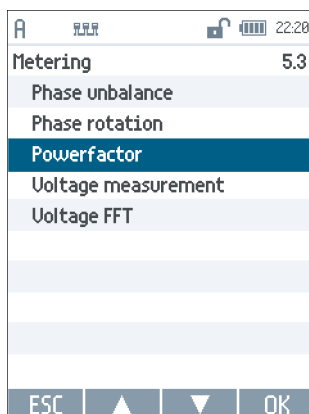 A 22:20
Metering 5.3
Phase unbalance
Phase rotation
Powerfactor
Voltage measurement
Voltage FFT
ESC OK